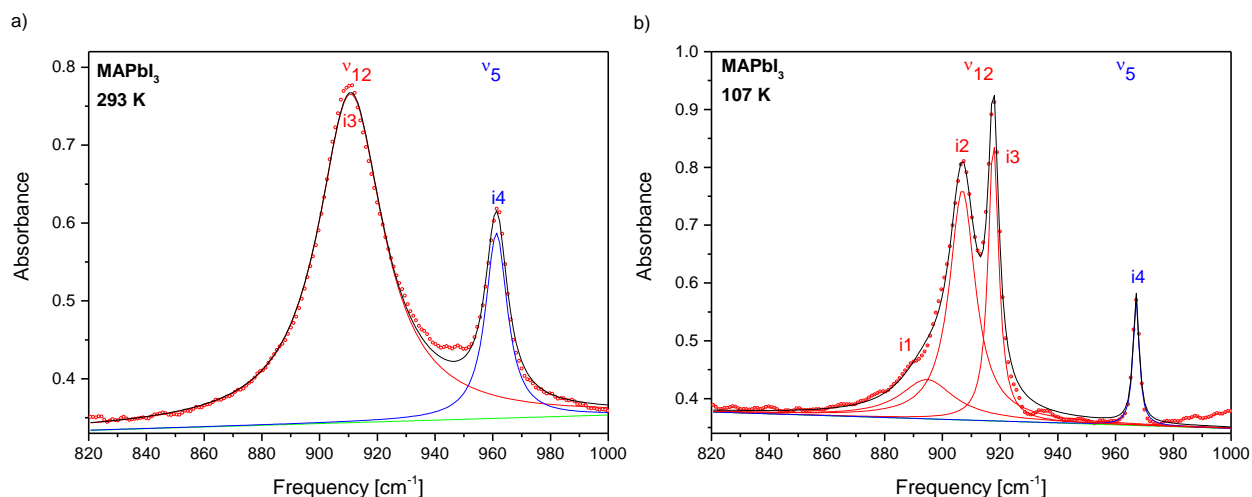 a)
MAPbI3
293 K
ν12
ν5
i3
i4
0.8
0.7
0.6
0.5
0.4
Absorbance
820 840 860 880 900 920 940 960 980 1000
Frequency [cm-1]
b)
MAPbI3
107 K
ν12
ν5
i1
i2
i3
i4
1.0
0.9
0.8
0.7
0.6
0.5
0.4
Absorbance
820 840 860 880 900 920 940 960 980 1000
Frequency [cm-1]